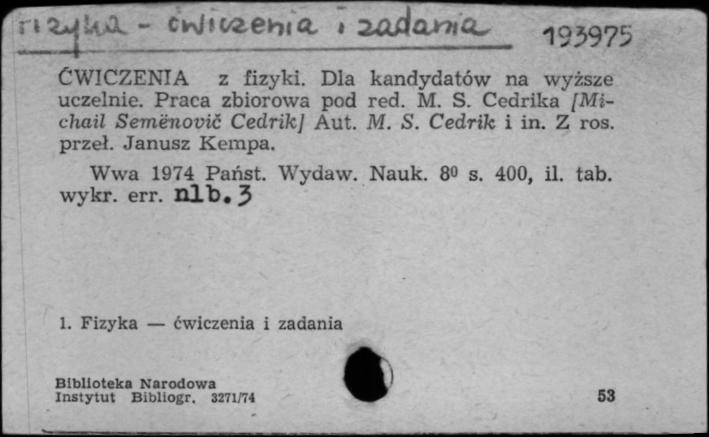 Fizyka - ćwiczenia i zadania 193975
ĆWICZENIA z fizyki. Dla kandydatów na wyższe
uczelnie. Praca zbiorowa pod red. M. S. Cedrika [Mi-
chail Semënovič Cedrik] Aut. M. S. Cedrik i in. Z ros.
przeł. Janusz Kempa.
Wwa 1974 Państ. Wydaw. Nauk. 8⁰ s. 400, il. tab.
wykr. err. nlb. 3
1. Fizyka — ćwiczenia i zadania
Biblioteka Narodowa
Instytut Bibliogr. 3271/74 53